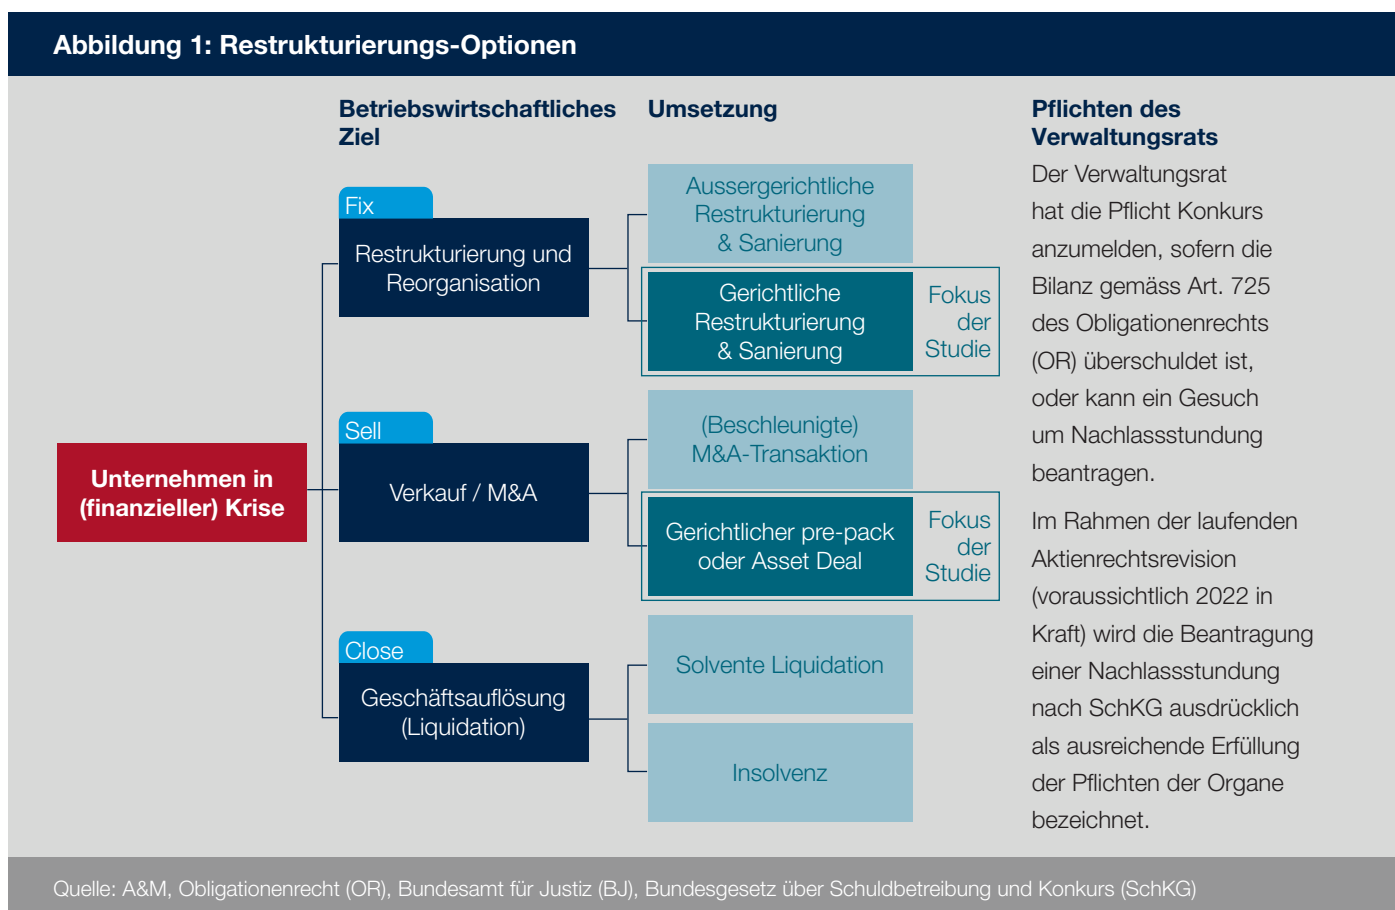 Abbildung 1: Restrukturierungs-Optionen
Betriebswirtschaftliches
Ziel
Umsetzung
Pflichten des
Verwaltungsrats
Unternehmen in
(finanzieller) Krise
Fix
Restrukturierung und
Reorganisation
Aussergerichtliche
Restrukturierung
& Sanierung
Gerichtliche
Restrukturierung
& Sanierung
Fokus
der
Studie
Sell
Verkauf / M&A
(Beschleunigte)
M&A-Transaktion
Gerichtlicher pre-pack
oder Asset Deal
Fokus
der
Studie
Close
Geschäftsauflösung
(Liquidation)
Solvente Liquidation
Insolvenz
Der Verwaltungsrat
hat die Pflicht Konkurs
anzumelden, sofern die
Bilanz gemäss Art. 725
des Obligationenrechts
(OR) überschuldet ist,
oder kann ein Gesuch
um Nachlassstundung
beantragen.
Im Rahmen der laufenden
Aktienrechtsrevision
(voraussichtlich 2022 in
Kraft) wird die Beantragung
einer Nachlassstundung
nach SchKG ausdrücklich
als ausreichende Erfüllung
der Pflichten der Organe
bezeichnet.
Quelle: A&M, Obligationenrecht (OR), Bundesamt für Justiz (BJ), Bundesgesetz über Schuldbetreibung und Konkurs (SchKG)